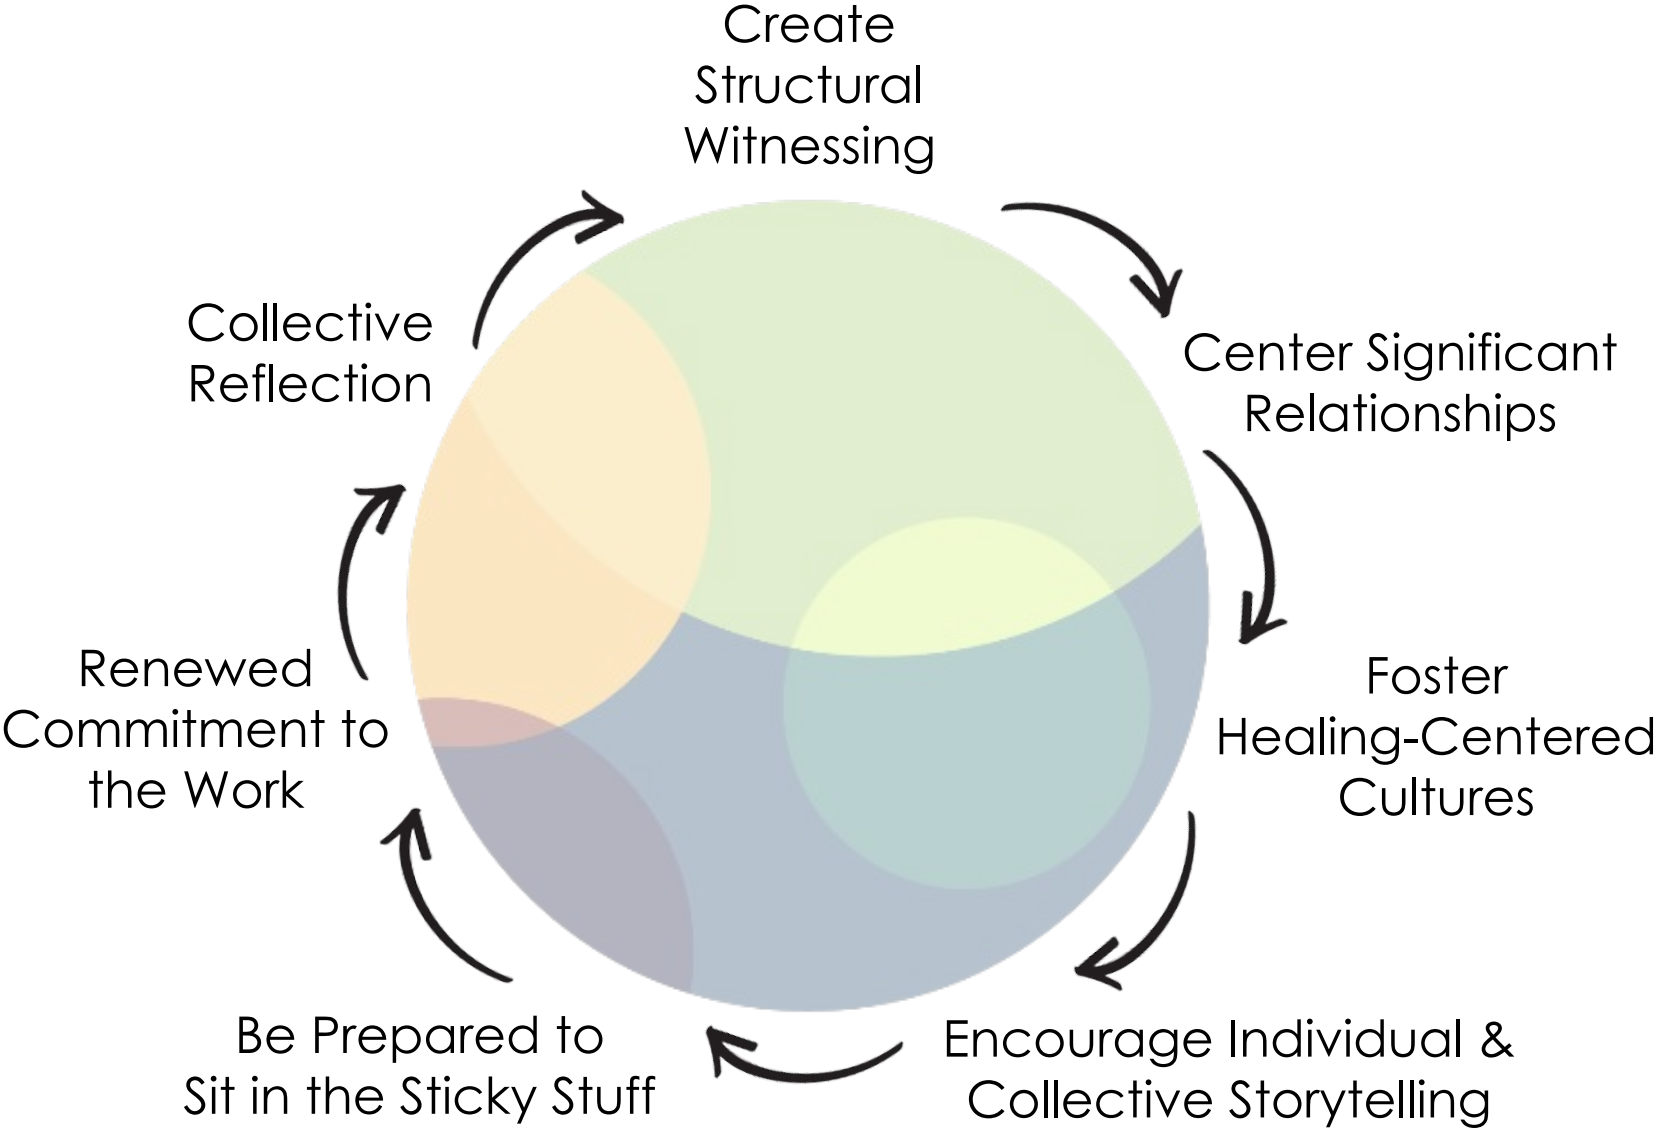 Create
Structural
Witnessing
Center Significant
Relationships
Foster
Healing-Centered
Cultures
Encourage Individual &
Collective Storytelling
Be Prepared to
Sit in the Sticky Stuff
Renewed
Commitment to
the Work
Collective
Reflection